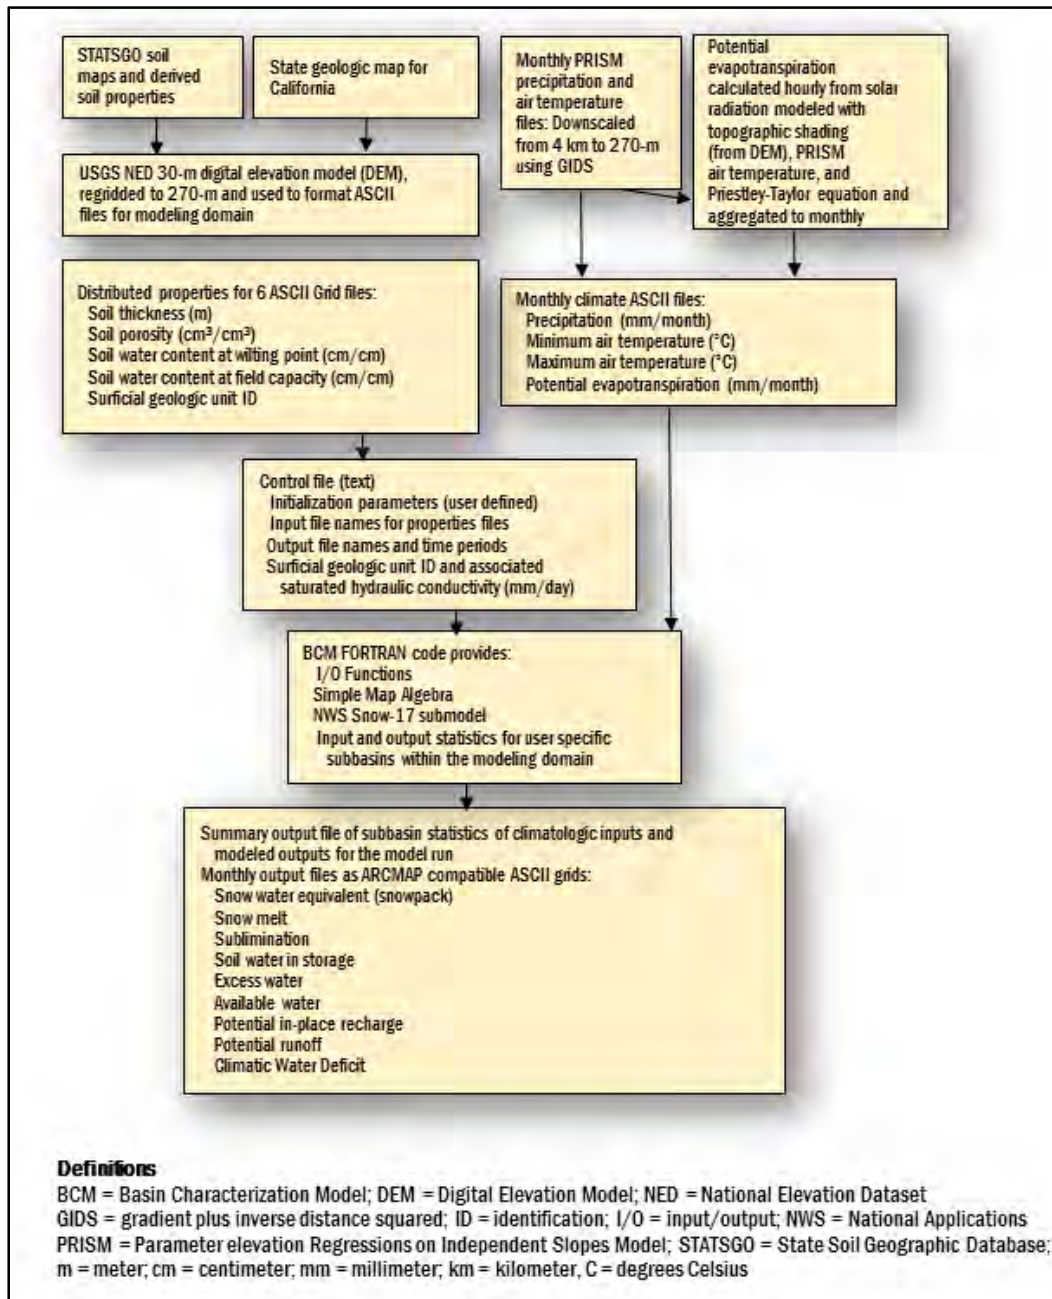 STATSGO soil
maps and derived
soil properties
State geologic map for
California
Monthly PRISM
precipitation and
air temperature
files: Downscaled
from 4 km to 270-m
using GIDS
Potential
evapotranspiration
calculated hourly from solar
radiation modeled with
topographic shading
(from DEM), PRISM
air temperature, and
Priestley-Taylor equation and
aggregated to monthly
USGS NED 30-m digital elevation model (DEM),
regridded to 270-m and used to format ASCII
files for modeling domain
Distributed properties for 6 ASCII Grid files:
Soil thickness (m)
Soil porosity (cm³/cm³)
Soil water content at wilting point (cm/cm)
Soil water content at field capacity (cm/cm)
Surficial geologic unit ID
Monthly climate ASCII files:
Precipitation (mm/month)
Minimum air temperature (°C)
Maximum air temperature (°C)
Potential evapotranspiration (mm/month)
Control file (text)
Initialization parameters (user defined)
Input file names for properties files
Output file names and time periods
Surficial geologic unit ID and associated
saturated hydraulic conductivity (mm/day)
BCM FORTRAN code provides:
I/O Functions
Simple Map Algebra
NWS Snow-17 submodel
Input and output statistics for user specific
subbasins within the modeling domain
Summary output file of subbasin statistics of climatologic inputs and
modeled outputs for the model run
Monthly output files as ARCMAP compatible ASCII grids:
Snow water equivalent (snowpack)
Snow melt
Sublimination
Soil water in storage
Excess water
Available water
Potential in-place recharge
Potential runoff
Climatic Water Deficit
Definitions
BCM = Basin Characterization Model; DEM = Digital Elevation Model; NED = National Elevation Dataset
GIDS = gradient plus inverse distance squared; ID = identification; I/O = input/output; NWS = National Applications
PRISM = Parameter elevation Regressions on Independent Slopes Model; STATSGO = State Soil Geographic Database;
m = meter; cm = centimeter; mm = millimeter; km = kilometer, C = degrees Celsius